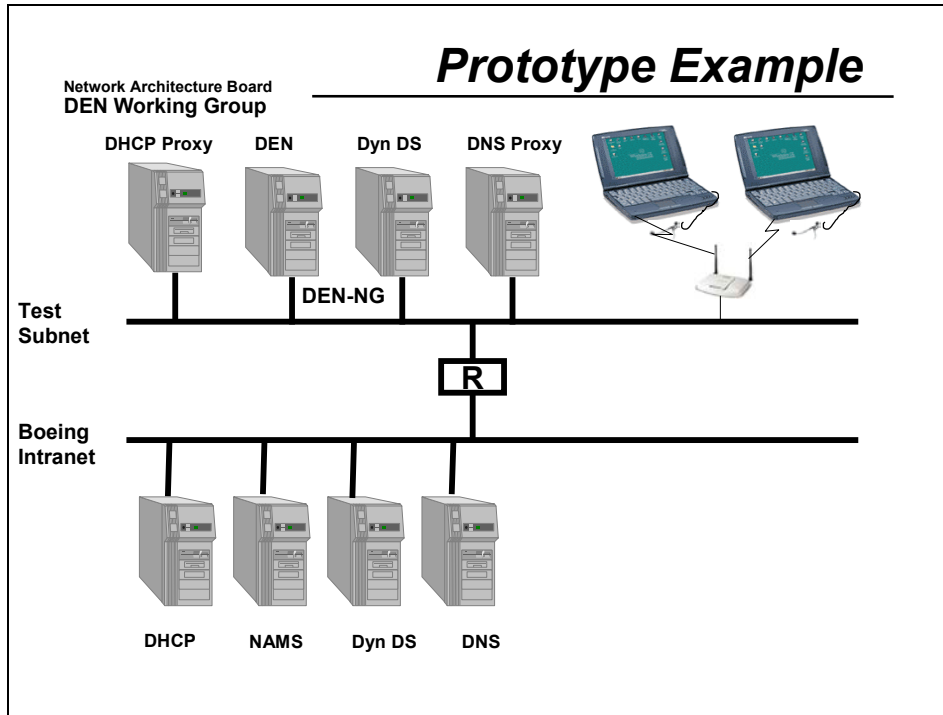 Prototype Example
Network Architecture Board
DEN Working Group
DHCP Proxy
DEN
Dyn DS
DNS Proxy
DEN-NG
Test
Subnet
R
Boeing
Intranet
DHCP
NAMS
Dyn DS
DNS